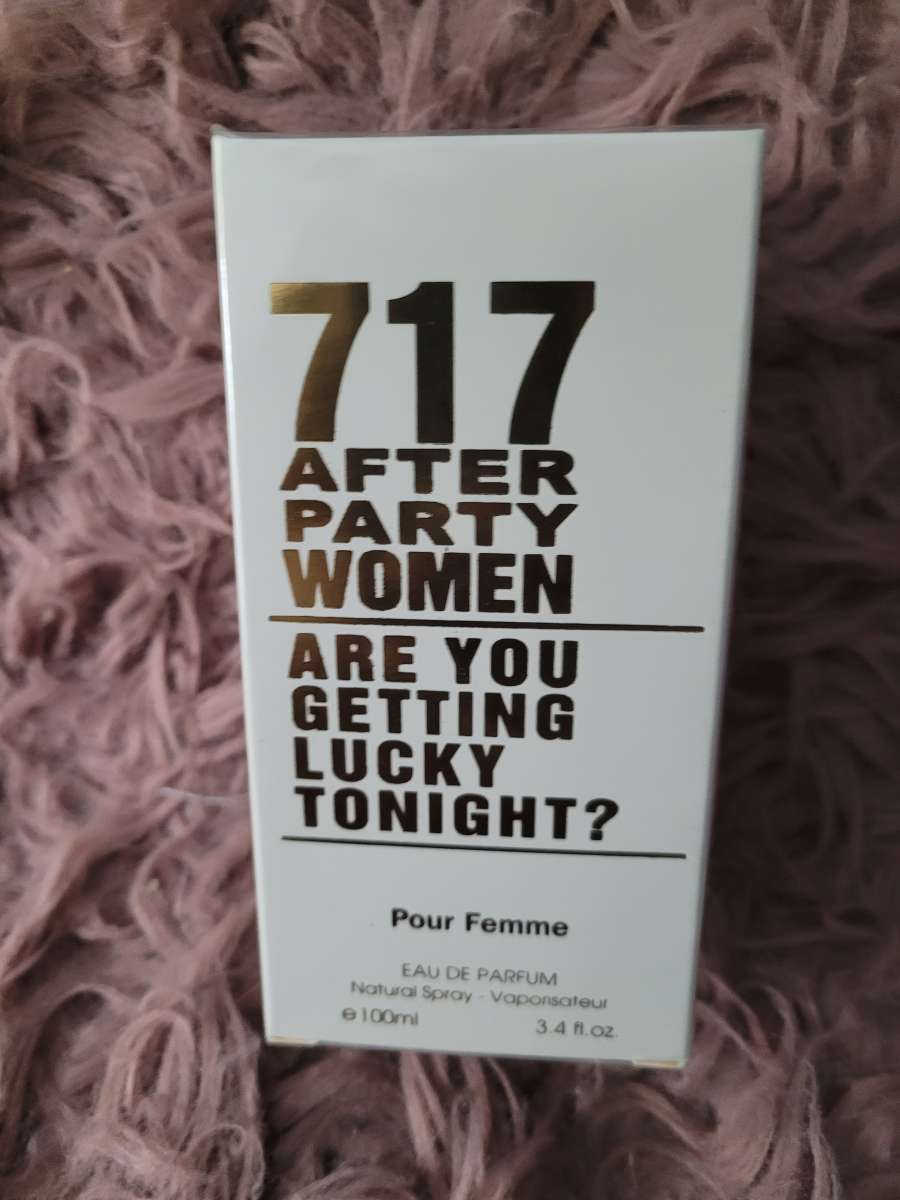 717
AFTER
PARTY
WOMEN
ARE YOU
GETTING
LUCKY
TONIGHT?
Pour Femme
EAU DE PARFUM
Natural Spray - Vaporisateur
℮100ml 3.4 fl.oz.